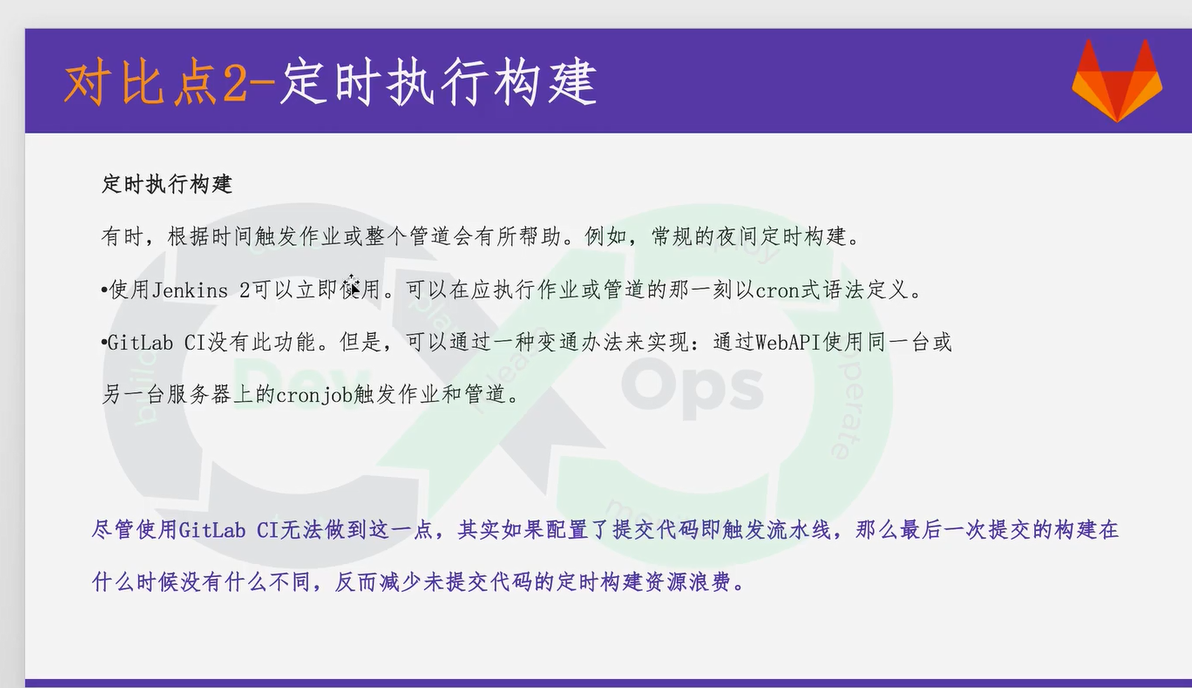 对比点2-定时执行构建
定时执行构建
有时，根据时间触发作业或整个管道会有所帮助。例如，常规的夜间定时构建。
•使用Jenkins 2可以立即使用。可以在应执行作业或管道的那一刻以cron式语法定义。
•GitLab CI没有此功能。但是，可以通过一种变通办法来实现：通过WebAPI使用同一台或
另一台服务器上的cronjob触发作业和管道。
尽管使用GitLab CI无法做到这一点，其实如果配置了提交代码即触发流水线，那么最后一次提交的构建在
什么时候没有什么不同，反而减少未提交代码的定时构建资源浪费。
Dev
Ops
build
operate